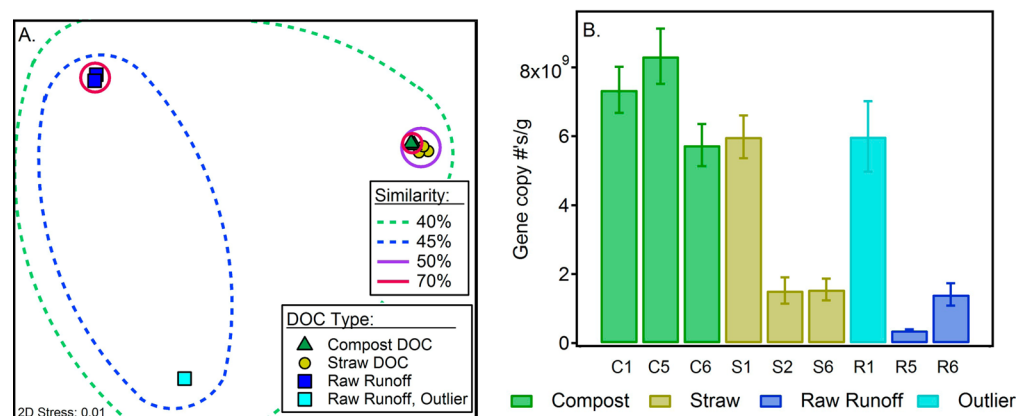 A.
Similarity:
40%
45%
50%
70%
DOC Type:
Compost DOC
Straw DOC
Raw Runoff
Raw Runoff, Outlier
2D Stress: 0.01
B.
Gene copy #'s/g
8x10⁹
6
4
2
0
C1 C5 C6 S1 S2 S6 R1 R5 R6
Compost Straw Raw Runoff Outlier